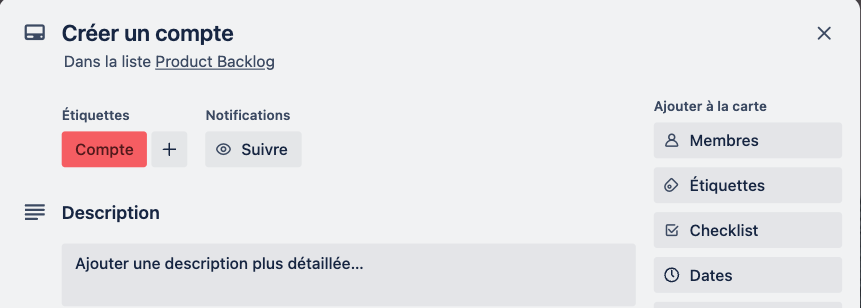 Créer un compte
Dans la liste Product Backlog
Étiquettes
Compte
Notifications
Suivre
Description
Ajouter une description plus détaillée...
Ajouter à la carte
Membres
Étiquettes
Checklist
Dates